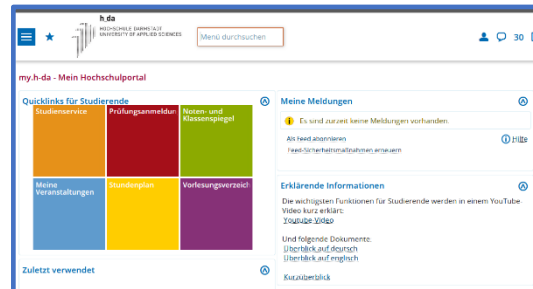 h_da
HOCHSCHULE DARMSTADT
UNIVERSITY OF APPLIED SCIENCES
Menü durchsuchen
30
my.h-da - Mein Hochschulportal
Quicklinks für Studierende
Studienservice
Prüfungsanmeldun
Noten- und
Klassenspiegel
Meine
Veranstaltungen
Stundenplan
Vorlesungsverzeich
Zuletzt verwendet
Meine Meldungen
Es sind zurzeit keine Meldungen vorhanden.
Als Feed abonnieren
Hilfe
Feed-Sicherheitsmaßnahmen erneuern
Erklärende Informationen
Die wichtigsten Funktionen für Studierende werden in einem YouTube-
Video kurz erklärt:
Youtube-Video
Und folgende Dokumente:
Überblick auf deutsch
Überblick auf englisch
Kurzüberblick